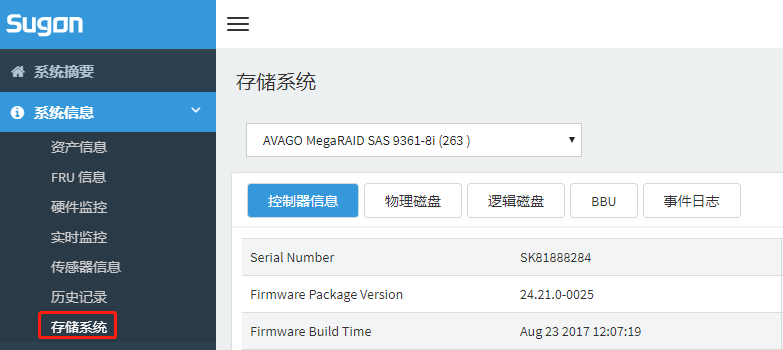 Sugon
系统摘要
系统信息
资产信息
FRU 信息
硬件监控
实时监控
传感器信息
历史记录
存储系统
存储系统
AVAGO MegaRAID SAS 9361-8i (263 )
控制器信息 物理磁盘 逻辑磁盘 BBU 事件日志
Serial Number SK81888284
Firmware Package Version 24.21.0-0025
Firmware Build Time Aug 23 2017 12:07:19